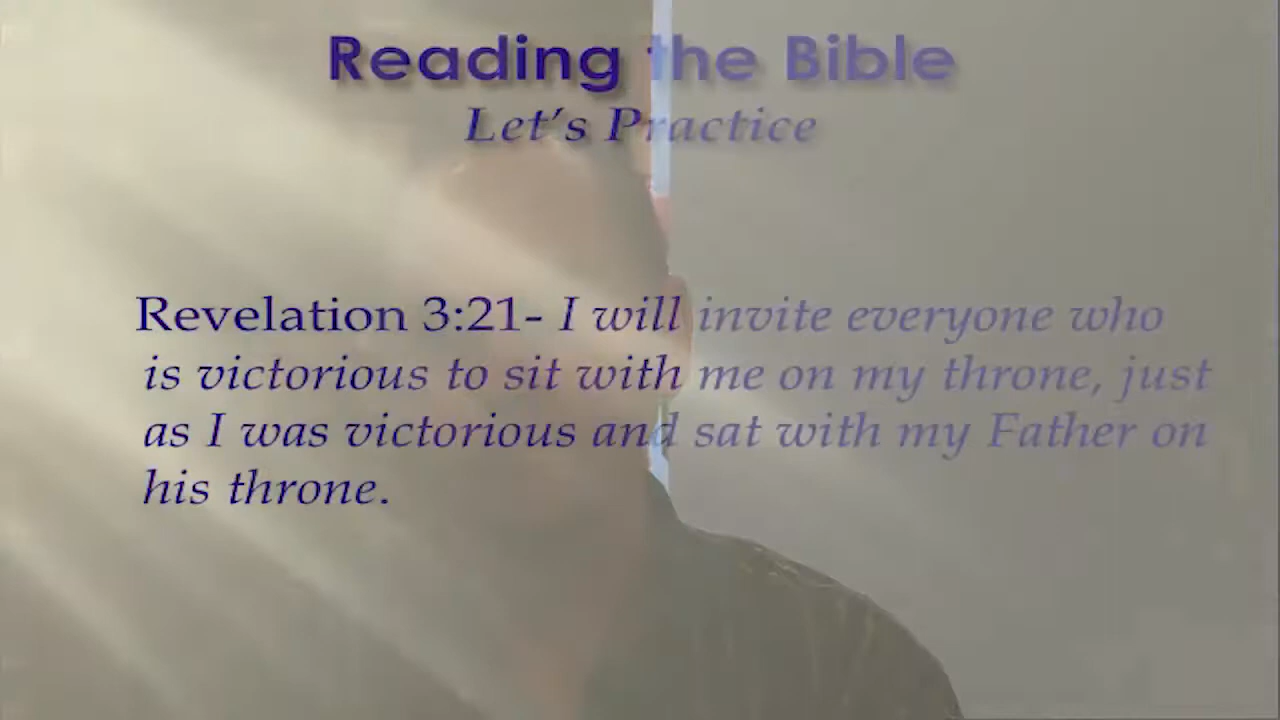 Reading the Bible
Let's Practice
Revelation 3:21- I will invite everyone who
is victorious to sit with me on my throne, just
as I was victorious and sat with my Father on
his throne.